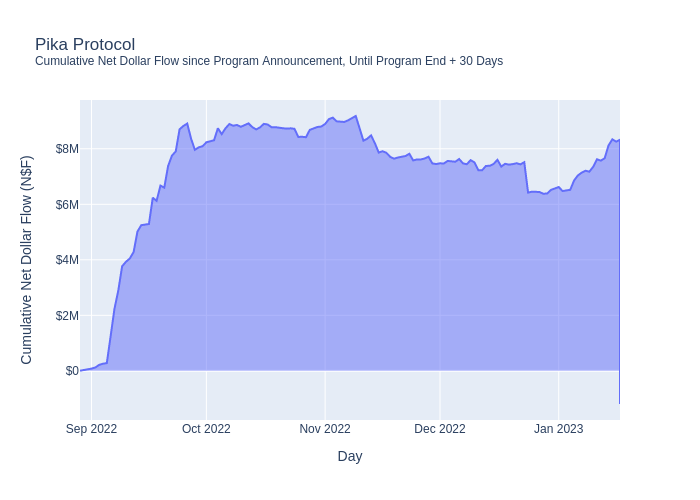 Pika Protocol
Cumulative Net Dollar Flow since Program Announcement, Until Program End + 30 Days
Cumulative Net Dollar Flow (N$F)
$8M
$6M
$4M
$2M
$0
Sep 2022 Oct 2022 Nov 2022 Dec 2022 Jan 2023
Day